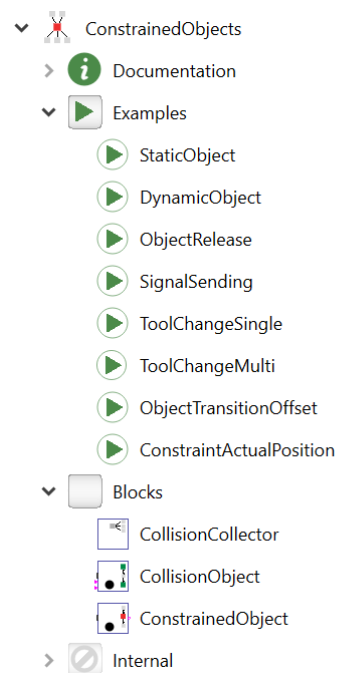 ConstrainedObjects
Documentation
Examples
StaticObject
DynamicObject
ObjectRelease
SignalSending
ToolChangeSingle
ToolChangeMulti
ObjectTransitionOffset
ConstraintActualPosition
Blocks
CollisionCollector
CollisionObject
ConstrainedObject
Internal